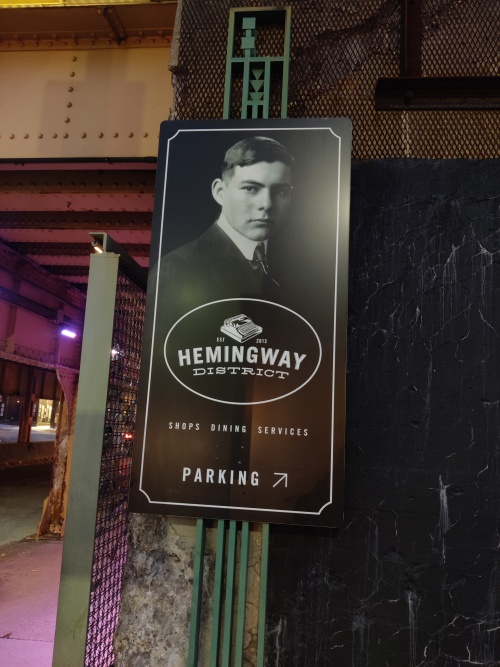 EST 2013
HEMINGWAY
DISTRICT
SHOPS DINING SERVICES
PARKING